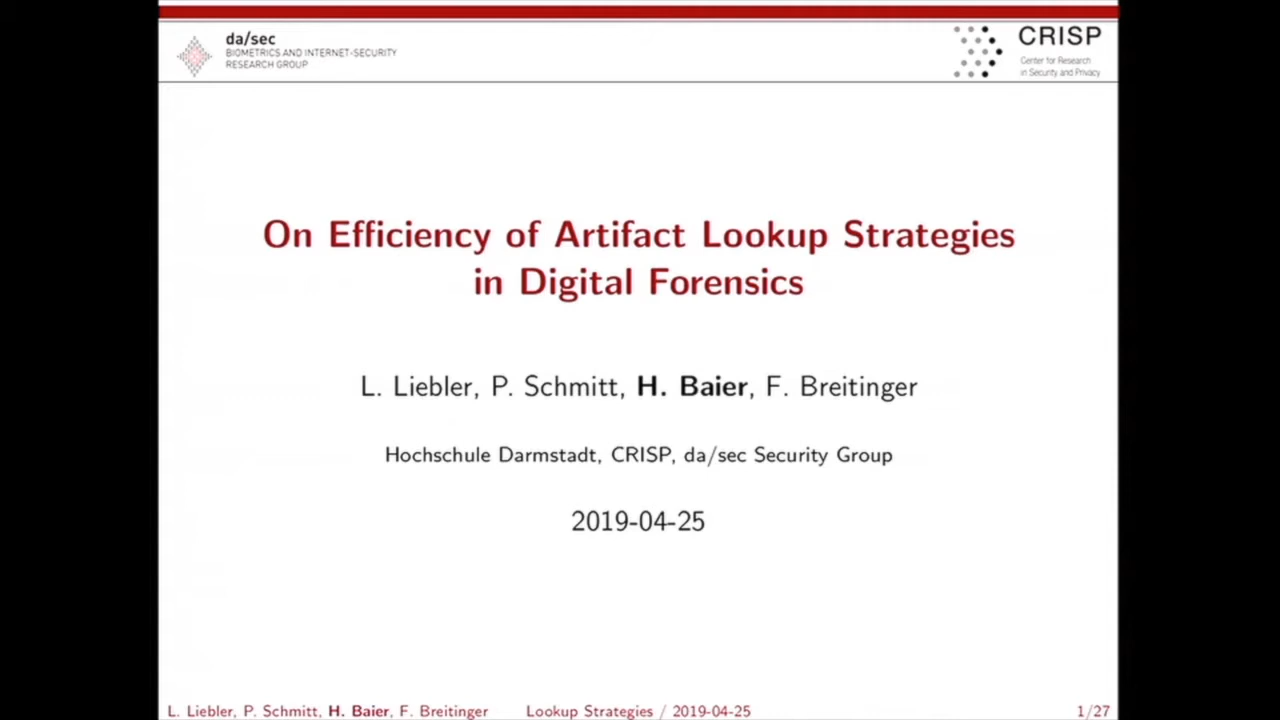 da/sec
BIOMETRICS AND INTERNET-SECURITY
RESEARCH GROUP
CRISP
Center for Research
in Security and Privacy
On Efficiency of Artifact Lookup Strategies
in Digital Forensics
L. Liebler, P. Schmitt, H. Baier, F. Breitinger
Hochschule Darmstadt, CRISP, da/sec Security Group
2019-04-25
L. Liebler, P. Schmitt, H. Baier, F. Breitinger Lookup Strategies / 2019-04-25 1/27